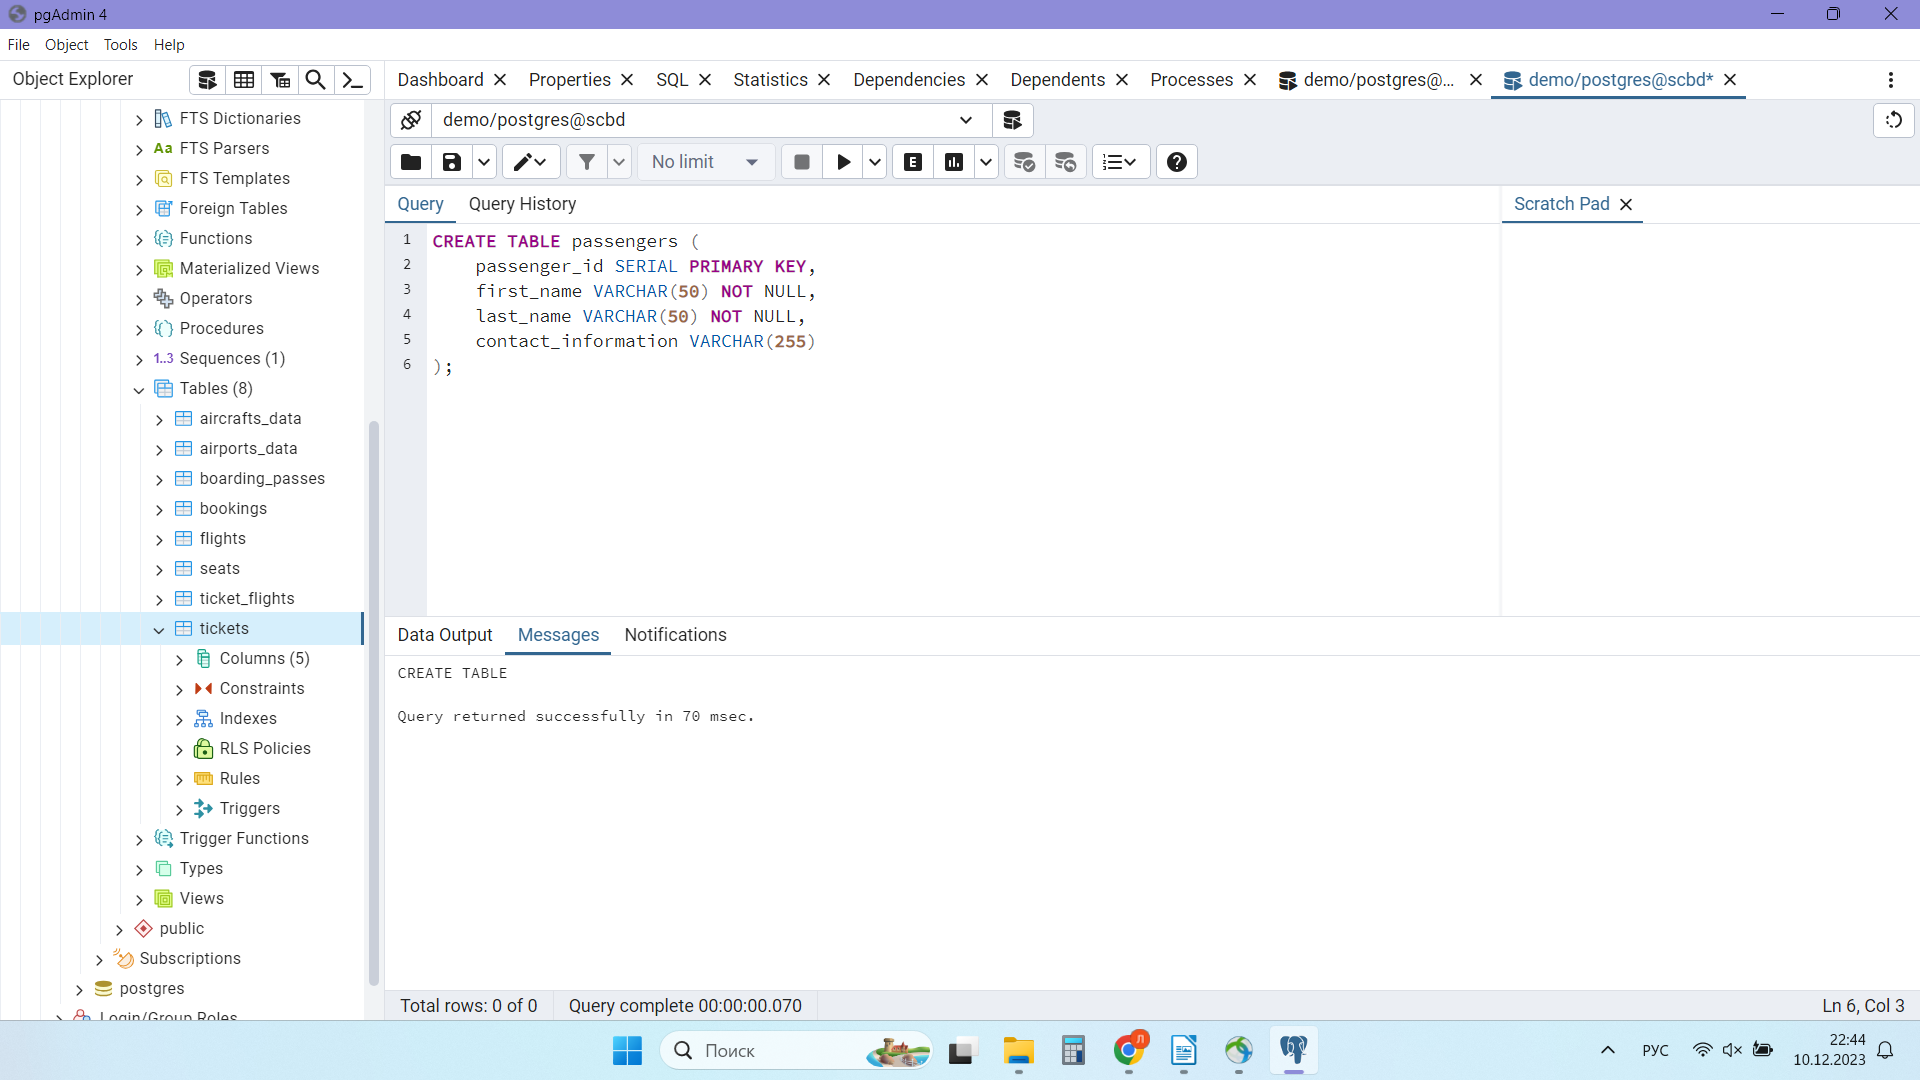 pgAdmin 4
File Object Tools Help
Object Explorer
Dashboard Properties SQL Statistics Dependencies Dependents Processes demo/postgres@... demo/postgres@scbd*
demo/postgres@scbd
No limit
E
Query Query History
Scratch Pad
1 CREATE TABLE passengers (
2 passenger_id SERIAL PRIMARY KEY,
3 first_name VARCHAR(50) NOT NULL,
4 last_name VARCHAR(50) NOT NULL,
5 contact_information VARCHAR(255)
6 );
FTS Dictionaries
Aa FTS Parsers
FTS Templates
Foreign Tables
Functions
Materialized Views
Operators
Procedures
1..3 Sequences (1)
Tables (8)
aircrafts_data
airports_data
boarding_passes
bookings
flights
seats
ticket_flights
tickets
Columns (5)
Constraints
Indexes
RLS Policies
Rules
Triggers
Trigger Functions
Types
Views
public
Subscriptions
postgres
Login/Group Roles
Data Output Messages Notifications
CREATE TABLE
Query returned successfully in 70 msec.
Total rows: 0 of 0 Query complete 00:00:00.070
Ln 6, Col 3
Поиск
Л
РУС
22:44
10.12.2023